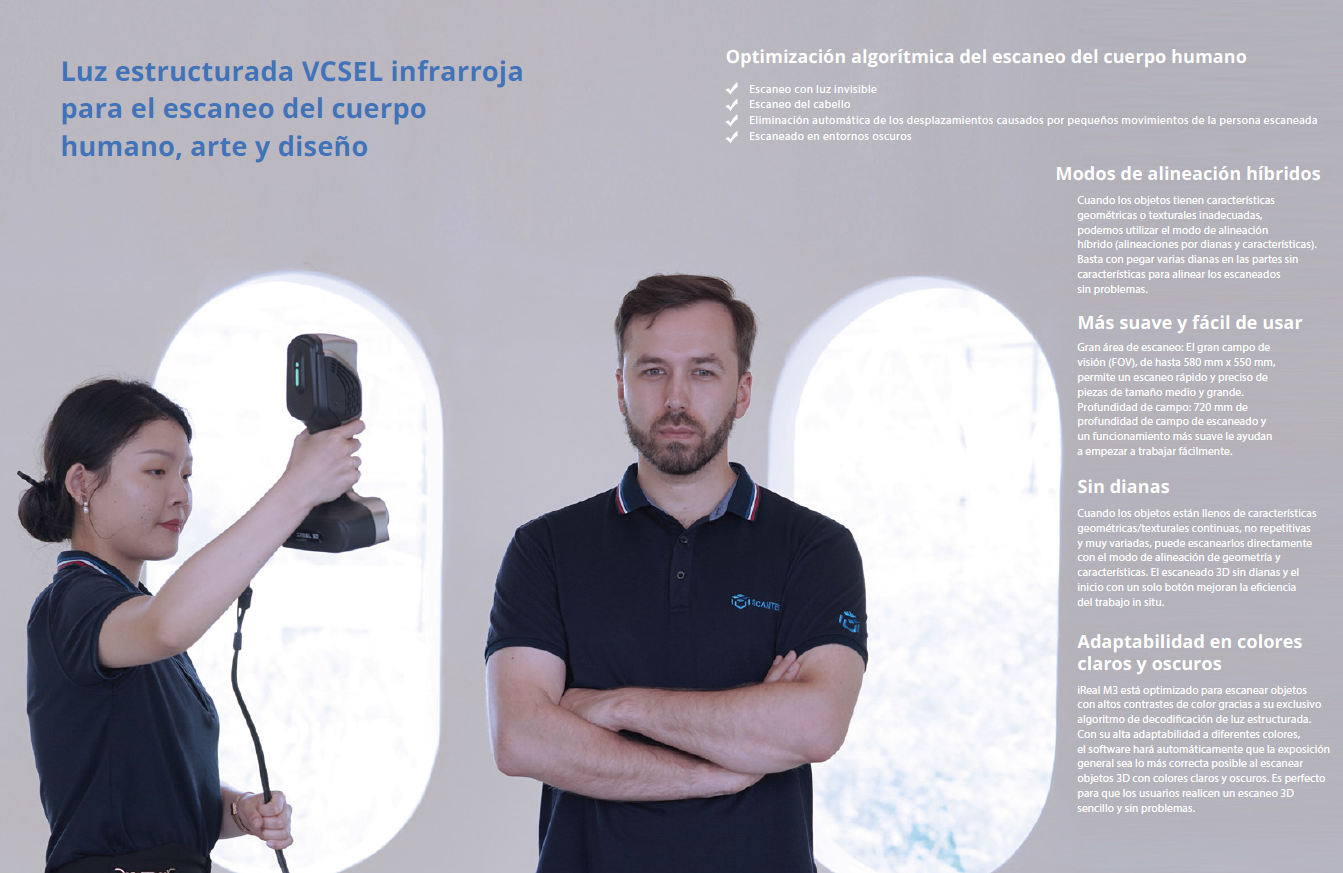 Luz estructurada VCSEL infrarroja
para el escaneo del cuerpo
humano, arte y diseño
Optimización algorítmica del escaneo del cuerpo humano
Escaneo con luz invisible
Escaneo del cabello
Eliminación automática de los desplazamientos causados por pequeños movimientos de la persona escaneada
Escaneado en entornos oscuros
Modos de alineación híbridos
Cuando los objetos tienen características
geométricas o texturales inadecuadas,
podemos utilizar el modo de alineación
híbrido (alineaciones por dianas y características).
Basta con pegar varias dianas en las partes sin
características para alinear los escaneados
sin problemas.
Más suave y fácil de usar
Gran área de escaneo: El gran campo de
visión (FOV), de hasta 580 mm x 550 mm,
permite un escaneo rápido y preciso de
piezas de tamaño medio y grande.
Profundidad de campo: 720 mm de
profundidad de campo de escaneado y
un funcionamiento más suave le ayudan
a empezar a trabajar fácilmente.
Sin dianas
Cuando los objetos están llenos de características
geométricas/texturales continuas, no repetitivas
y muy variadas, puede escanearlos directamente
con el modo de alineación de geometría y
características. El escaneado 3D sin dianas y el
inicio con un solo botón mejoran la eficiencia
del trabajo in situ.
Adaptabilidad en colores
claros y oscuros
iReal M3 está optimizado para escanear objetos
con altos contrastes de color gracias a su exclusivo
algoritmo de decodificación de luz estructurada.
Con su alta adaptabilidad a diferentes colores,
el software hará automáticamente que la exposición
general sea lo más correcta posible al escanear
objetos 3D con colores claros y oscuros. Es perfecto
para que los usuarios realicen un escaneo 3D
sencillo y sin problemas.